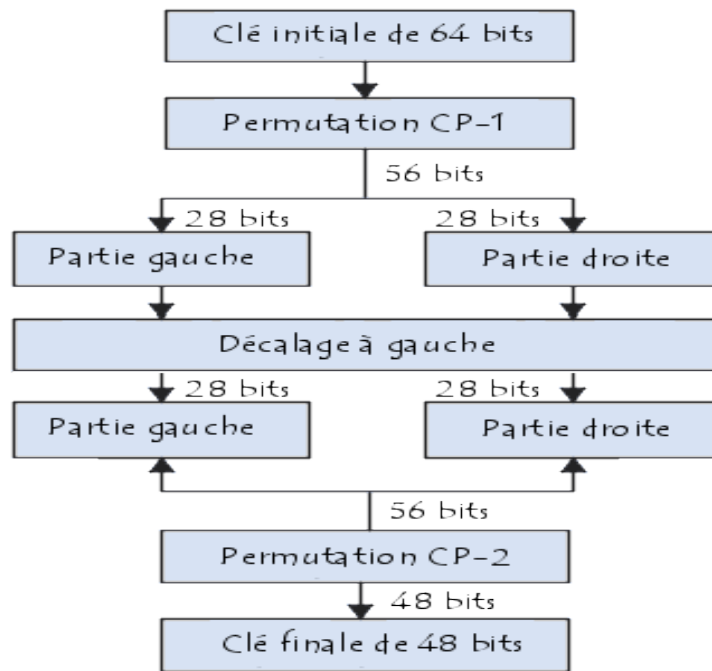 Clé initiale de 64 bits
Permutation CP-1
56 bits
28 bits
28 bits
Partie gauche
Partie droite
Décalage à gauche
28 bits
28 bits
Partie gauche
Partie droite
56 bits
Permutation CP-2
48 bits
Clé finale de 48 bits